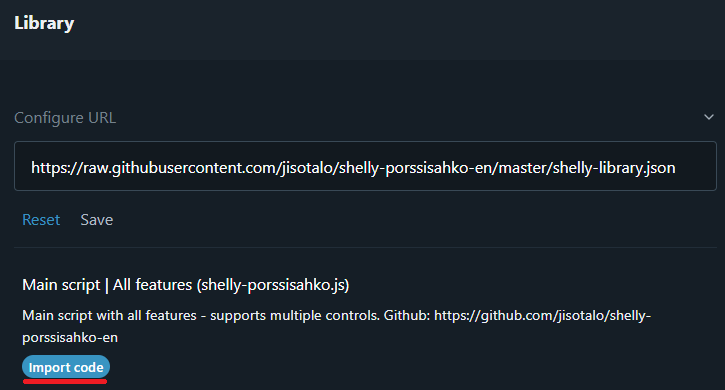 Library
Configure URL
https://raw.githubusercontent.com/jisotalo/shelly-porssisahko-en/master/shelly-library.json
Reset Save
Main script | All features (shelly-porssisahko.js)
Main script with all features - supports multiple controls. Github: https://github.com/jisotalo/shelly-
porssisahko-en
Import code